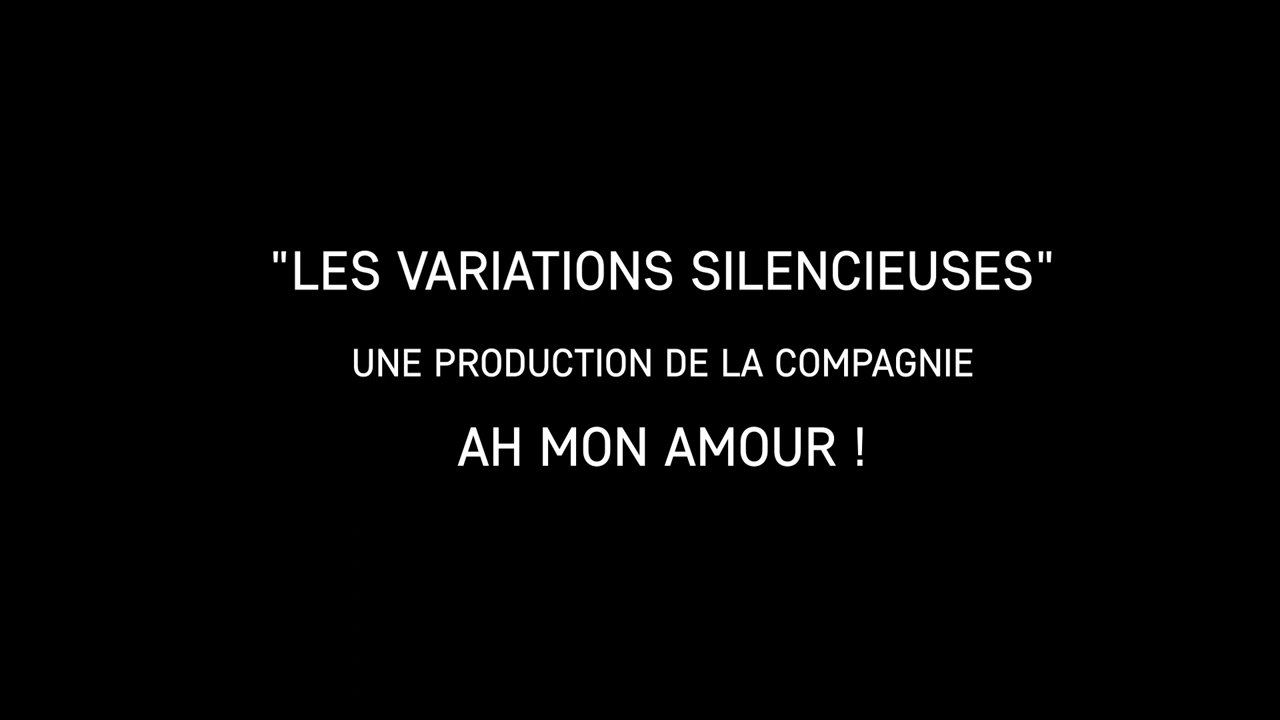 "LES VARIATIONS SILENCIEUSES"
UNE PRODUCTION DE LA COMPAGNIE
AH MON AMOUR !